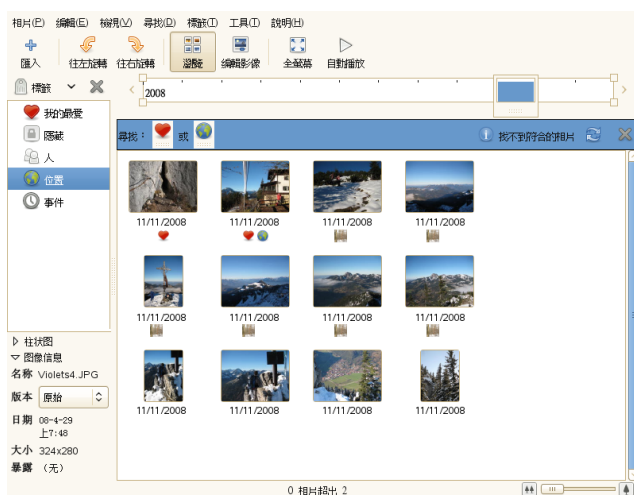 相片(P) 編輯(E) 檢視(V) 尋找(D) 標籤(T) 工具(T) 說明(H)
匯入 往左旋轉 往右旋轉 瀏覽 編輯影像 全螢幕 自動播放
標籤
2008
我的最愛
隱藏
人
位置
事件
尋找： 或 找不到符合的相片
11/11/2008 11/11/2008 11/11/2008 11/11/2008
11/11/2008 11/11/2008 11/11/2008 11/11/2008
11/11/2008 11/11/2008 11/11/2008 11/11/2008
柱状图
图像信息
名称 Violets4.JPG
版本 原始
日期 08-4-29
上7:48
大小 324x280
暴露 （无）
0 相片超出 2